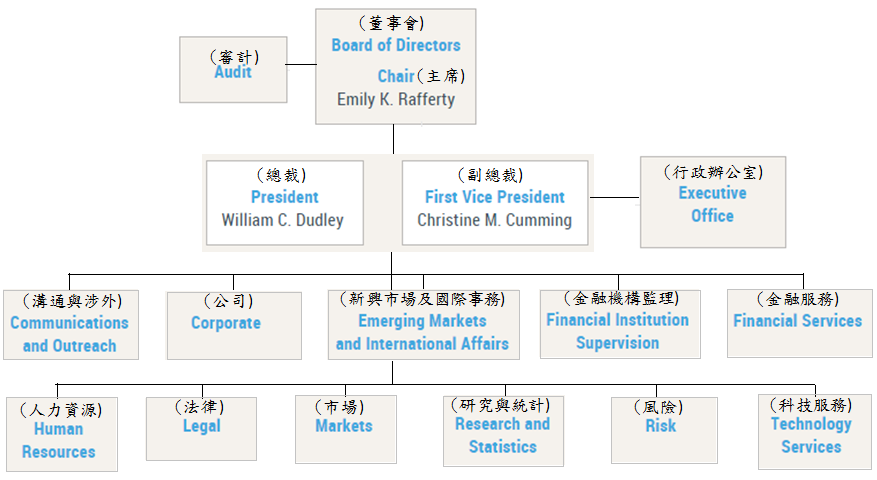 (董事會)
Board of Directors
Chair(主席)
Emily K. Rafferty
(審計)
Audit
(總裁)
President
William C. Dudley
(副總裁)
First Vice President
Christine M. Cumming
(行政辦公室)
Executive
Office
(溝通與涉外)
Communications
and Outreach
(公司)
Corporate
(新興市場及國際事務)
Emerging Markets
and International Affairs
(金融機構監理)
Financial Institution
Supervision
(金融服務)
Financial Services
(人力資源)
Human
Resources
(法律)
Legal
(市場)
Markets
(研究與統計)
Research and
Statistics
(風險)
Risk
(科技服務)
Technology
Services